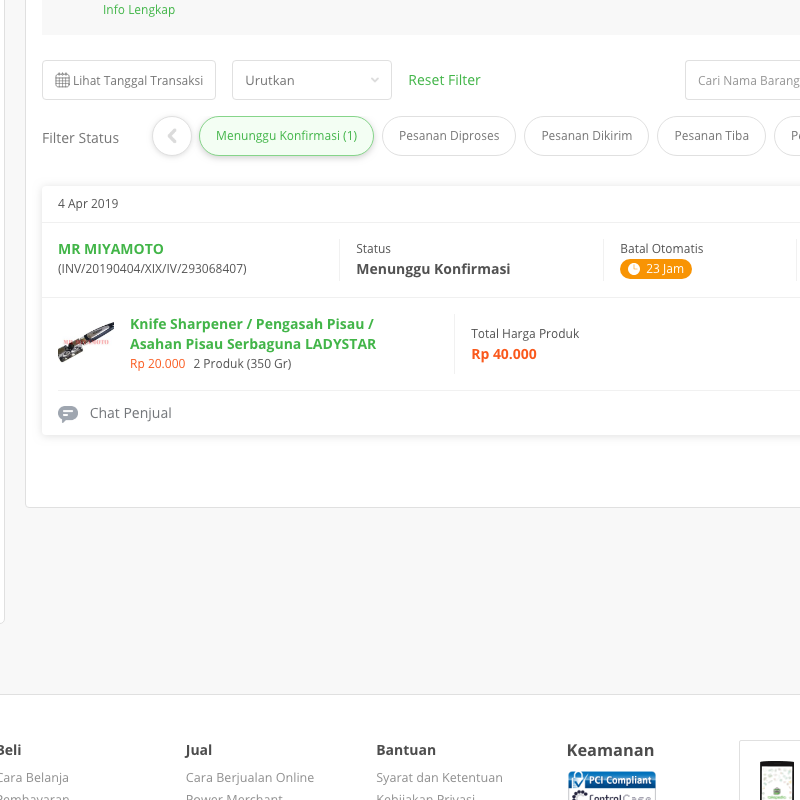 Info Lengkap
Lihat Tanggal Transaksi
Urutkan
Reset Filter
Cari Nama Barang
Filter Status
Menunggu Konfirmasi (1)
Pesanan Diproses
Pesanan Dikirim
Pesanan Tiba
4 Apr 2019
MR MIYAMOTO
(INV/20190404/XIX/IV/293068407)
Status
Menunggu Konfirmasi
Batal Otomatis
23 Jam
Knife Sharpener / Pengasah Pisau /
Asahan Pisau Serbaguna LADYSTAR
Rp 20.000 2 Produk (350 Gr)
Total Harga Produk
Rp 40.000
Chat Penjual
Beli
Cara Belanja
Pembayaran
Jual
Cara Berjualan Online
Power Merchant
Bantuan
Syarat dan Ketentuan
Kebijakan Privasi
Keamanan
PCI Compliant
ControlCase